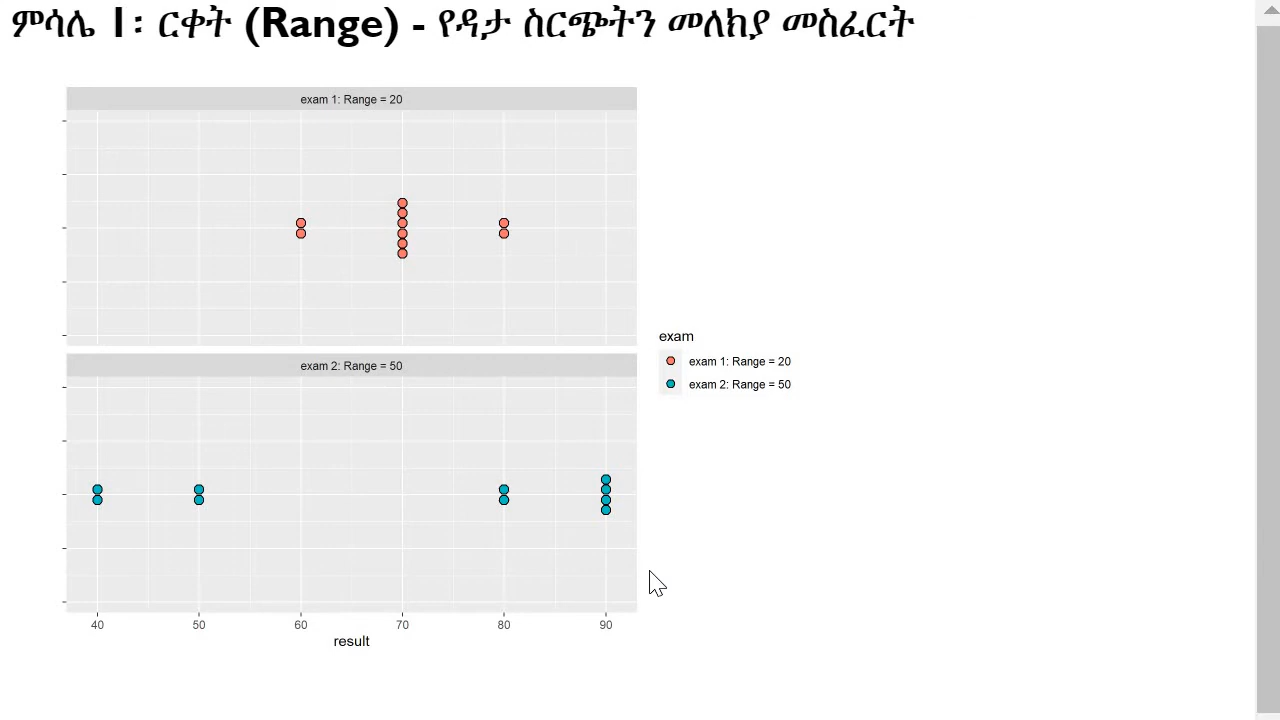 ምሳሌ 1፡ ርቀት (Range) - የዳታ ስርጭትን መለክያ መስፈርት
exam 1: Range = 20
exam 2: Range = 50
exam
exam 1: Range = 20
exam 2: Range = 50
40 50 60 70 80 90
result